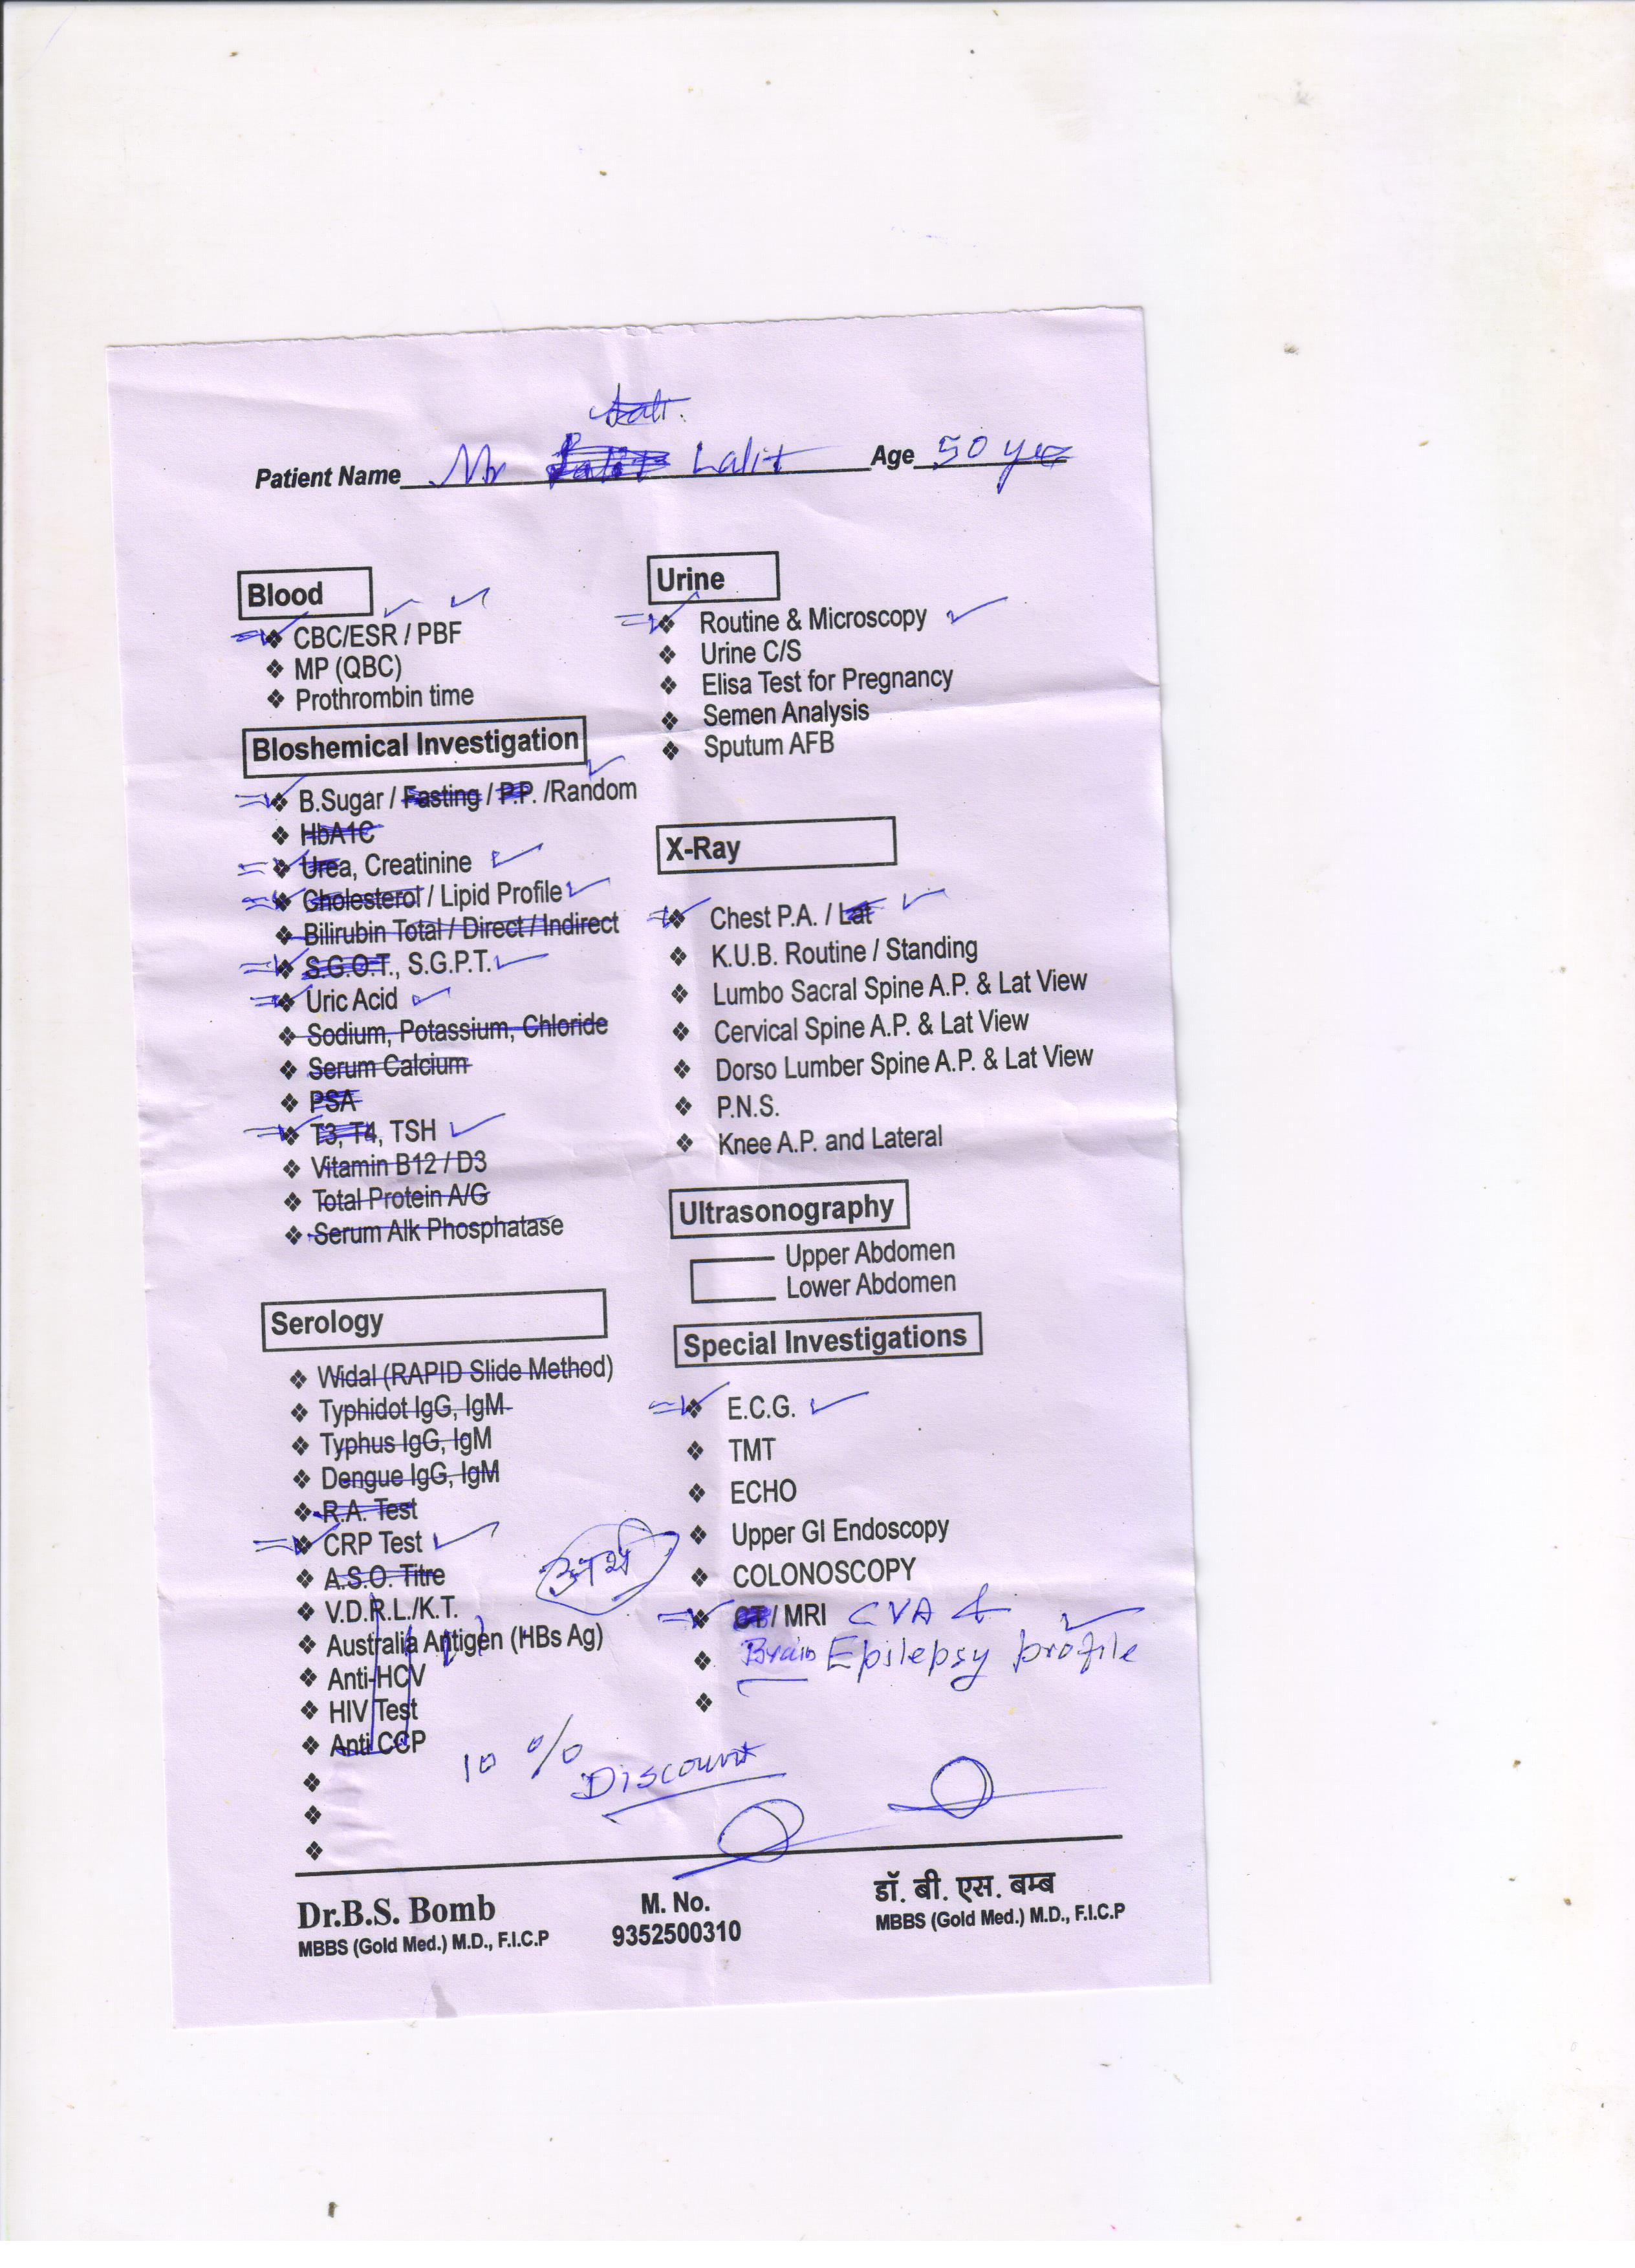 Patient Name Mr Lalit Age 50 yrs
Blood
CBC/ESR / PBF
MP (QBC)
Prothrombin time
Bloshemical Investigation
B.Sugar / Fasting / P.P. /Random
HbA1C
Urea, Creatinine
Cholesterol / Lipid Profile
Bilirubin Total / Direct / Indirect
S.G.O.T., S.G.P.T.
Uric Acid
Sodium, Potassium, Chloride
Serum Calcium
PSA
T3, T4, TSH
Vitamin B12 / D3
Total Protein A/G
Serum Alk Phosphatase
Serology
Widal (RAPID Slide Method)
Typhidot IgG, IgM
Typhus IgG, IgM
Dengue IgG, IgM
R.A. Test
CRP Test
A.S.O. Titre
V.D.R.L./K.T.
Australia Antigen (HBs Ag)
Anti-HCV
HIV Test
Anti CCP
Urine
Routine & Microscopy
Urine C/S
Elisa Test for Pregnancy
Semen Analysis
Sputum AFB
X-Ray
Chest P.A. / Lat
K.U.B. Routine / Standing
Lumbo Sacral Spine A.P. & Lat View
Cervical Spine A.P. & Lat View
Dorso Lumber Spine A.P. & Lat View
P.N.S.
Knee A.P. and Lateral
Ultrasonography
Upper Abdomen
Lower Abdomen
Special Investigations
E.C.G.
TMT
ECHO
Upper GI Endoscopy
COLONOSCOPY
CT / MRI CVA &
Brain Epilepsy profile
10 % Discount
Dr.B.S. Bomb
MBBS (Gold Med.) M.D., F.I.C.P
M. No.
9352500310
डॉ. बी. एस. बम्ब
MBBS (Gold Med.) M.D., F.I.C.P